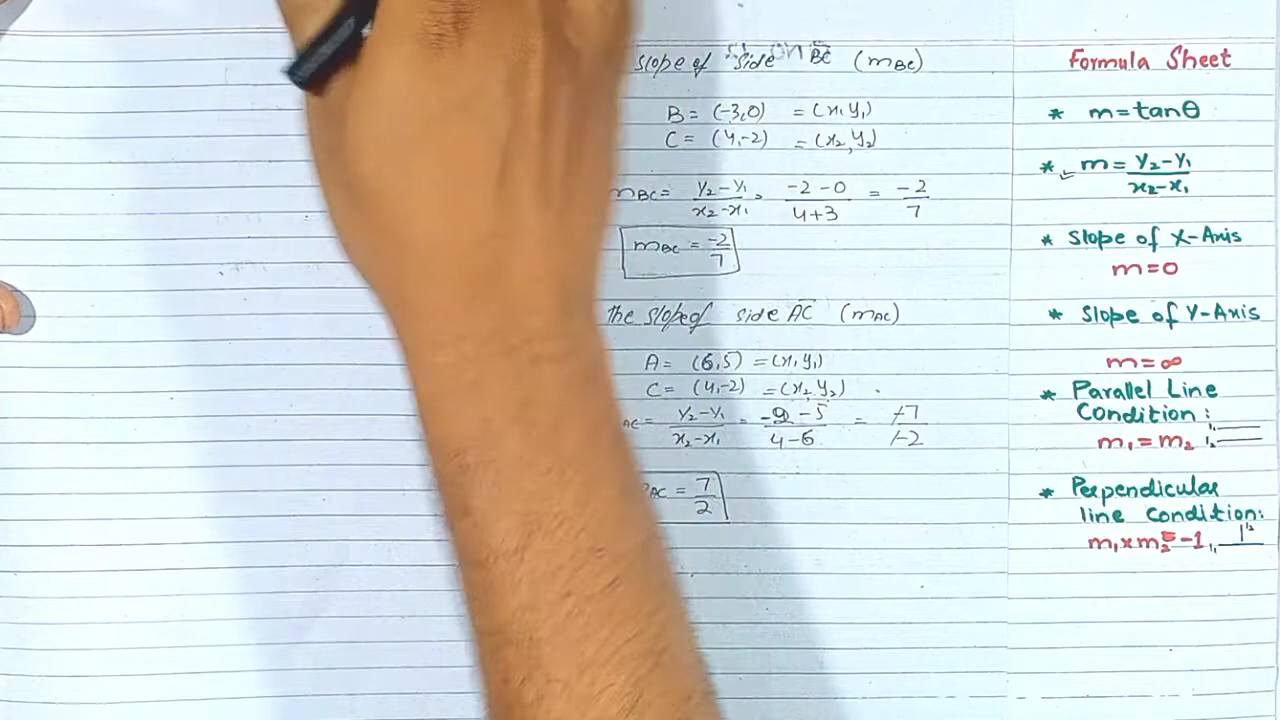 slope of side BC (mBC)
B = (-3,0) = (x1 y1)
C = (4,-2) = (x2, y2)
mBC = y2-y1/x2-x1 = -2-0/4+3 = -2/7
mBC = -2/7
the slope of side AC (mAC)
A = (6,5) = (x1 y1)
C = (4,-2) = (x2, y2)
AC = y2-y1/x2-x1 = -2-5/4-6 = -7/-2
AC = 7/2
Formula Sheet
* m=tanθ
* m= y2-y1/x2-x1
* Slope of X-Axis
m=0
* Slope of Y-Axis
m=∞
* Parallel Line
Condition:
m1=m2
* Perpendicular
line condition:
m1×m2=-1